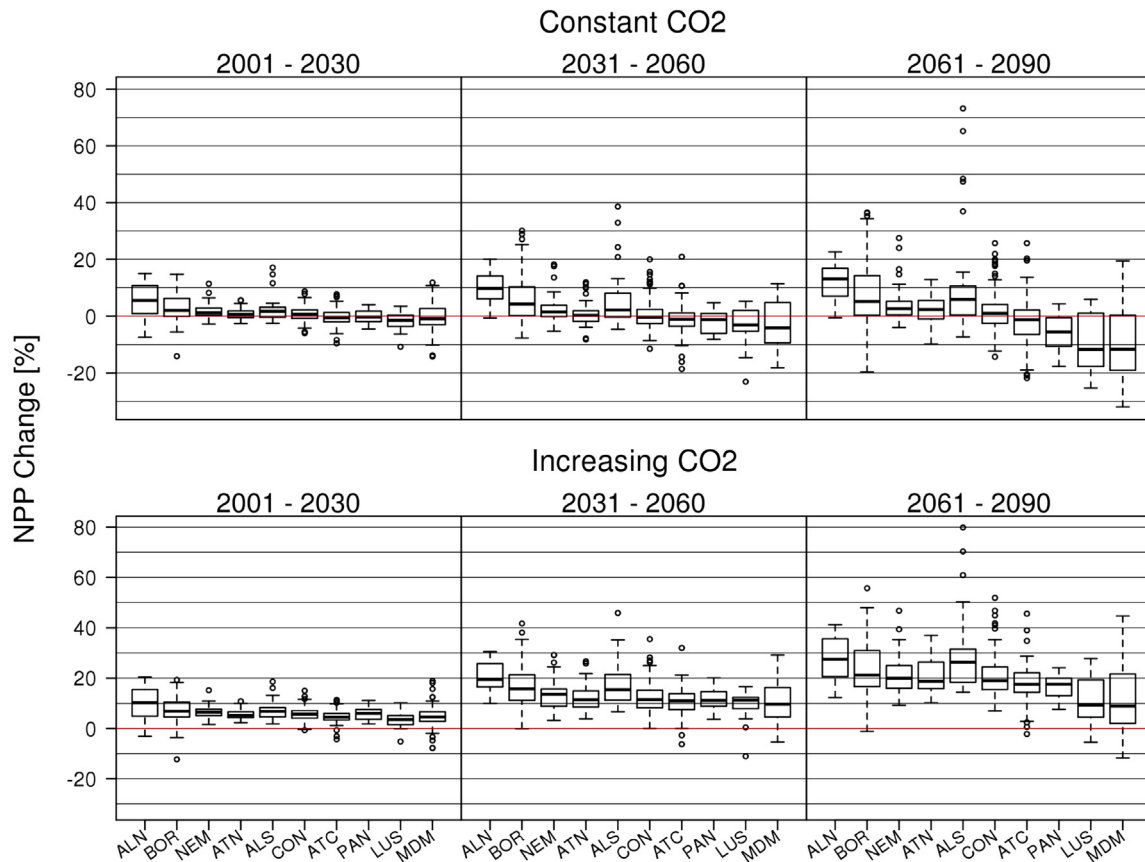 Constant CO2
2001 - 2030 2031 - 2060 2061 - 2090
80
60
40
20
0
-20
NPP Change [%]
Increasing CO2
2001 - 2030 2031 - 2060 2061 - 2090
80
60
40
20
0
-20
ALN BOR NEM ATN ALS CON ATC PAN LUS MDM ALN BOR NEM ATN ALS CON ATC PAN LUS MDM ALN BOR NEM ATN ALS CON ATC PAN LUS MDM